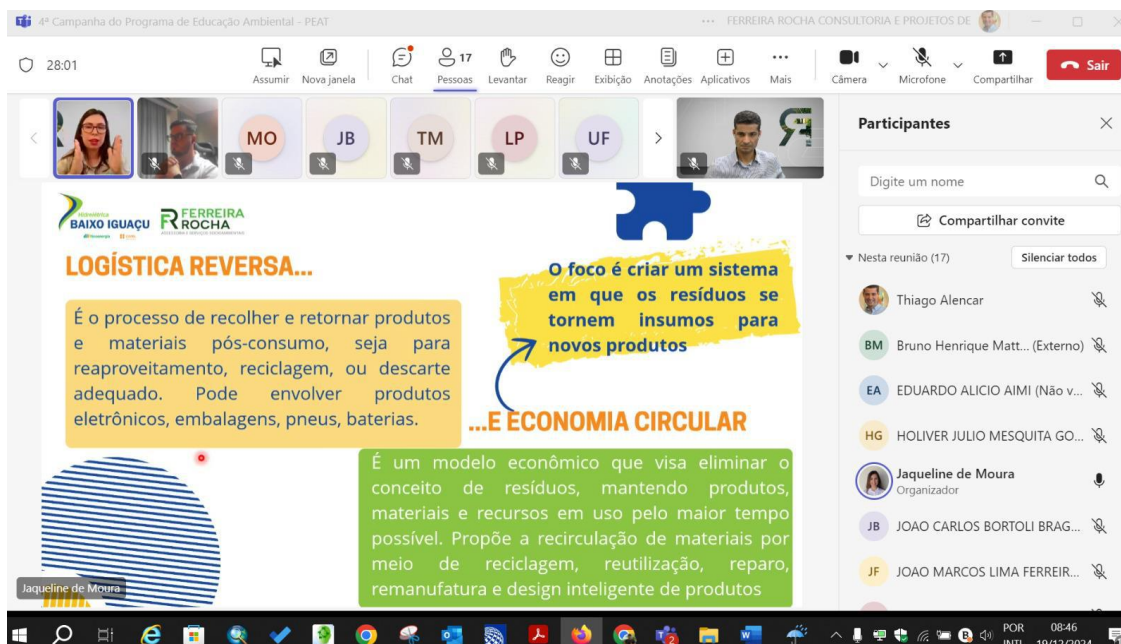 4ª Campanha do Programa de Educação Ambiental - PEAT
FERREIRA ROCHA CONSULTORIA E PROJETOS DE
28:01
Assumir
Nova janela
Chat
17
Pessoas
Levantar
Reagir
Exibição
Anotações
Aplicativos
Mais
Câmera
Microfone
Compartilhar
Sair
MO
JB
TM
LP
UF
BAIXO IGUAÇU
FERREIRA
ROCHA
LOGÍSTICA REVERSA...
É o processo de recolher e retornar produtos
e materiais pós-consumo, seja para
reaproveitamento, reciclagem, ou descarte
adequado. Pode envolver produtos
eletrônicos, embalagens, pneus, baterias.
O foco é criar um sistema
em que os resíduos se
tornem insumos para
novos produtos
...E ECONOMIA CIRCULAR
É um modelo econômico que visa eliminar o
conceito de resíduos, mantendo produtos,
materiais e recursos em uso pelo maior tempo
possível. Propõe a recirculação de materiais por
meio de reciclagem, reutilização, reparo,
remanufatura e design inteligente de produtos
Jaqueline de Moura
Participantes
Digite um nome
Compartilhar convite
Nesta reunião (17)
Silenciar todos
Thiago Alencar
BM
Bruno Henrique Matt... (Externo)
EA
EDUARDO ALICIO AIMI (Não v...
HG
HOLIVER JULIO MESQUITA GO...
Jaqueline de Moura
Organizador
JB
JOAO CARLOS BORTOLI BRAG...
JF
JOAO MARCOS LIMA FERREIR...
POR
INTL
08:46
19/12/2024